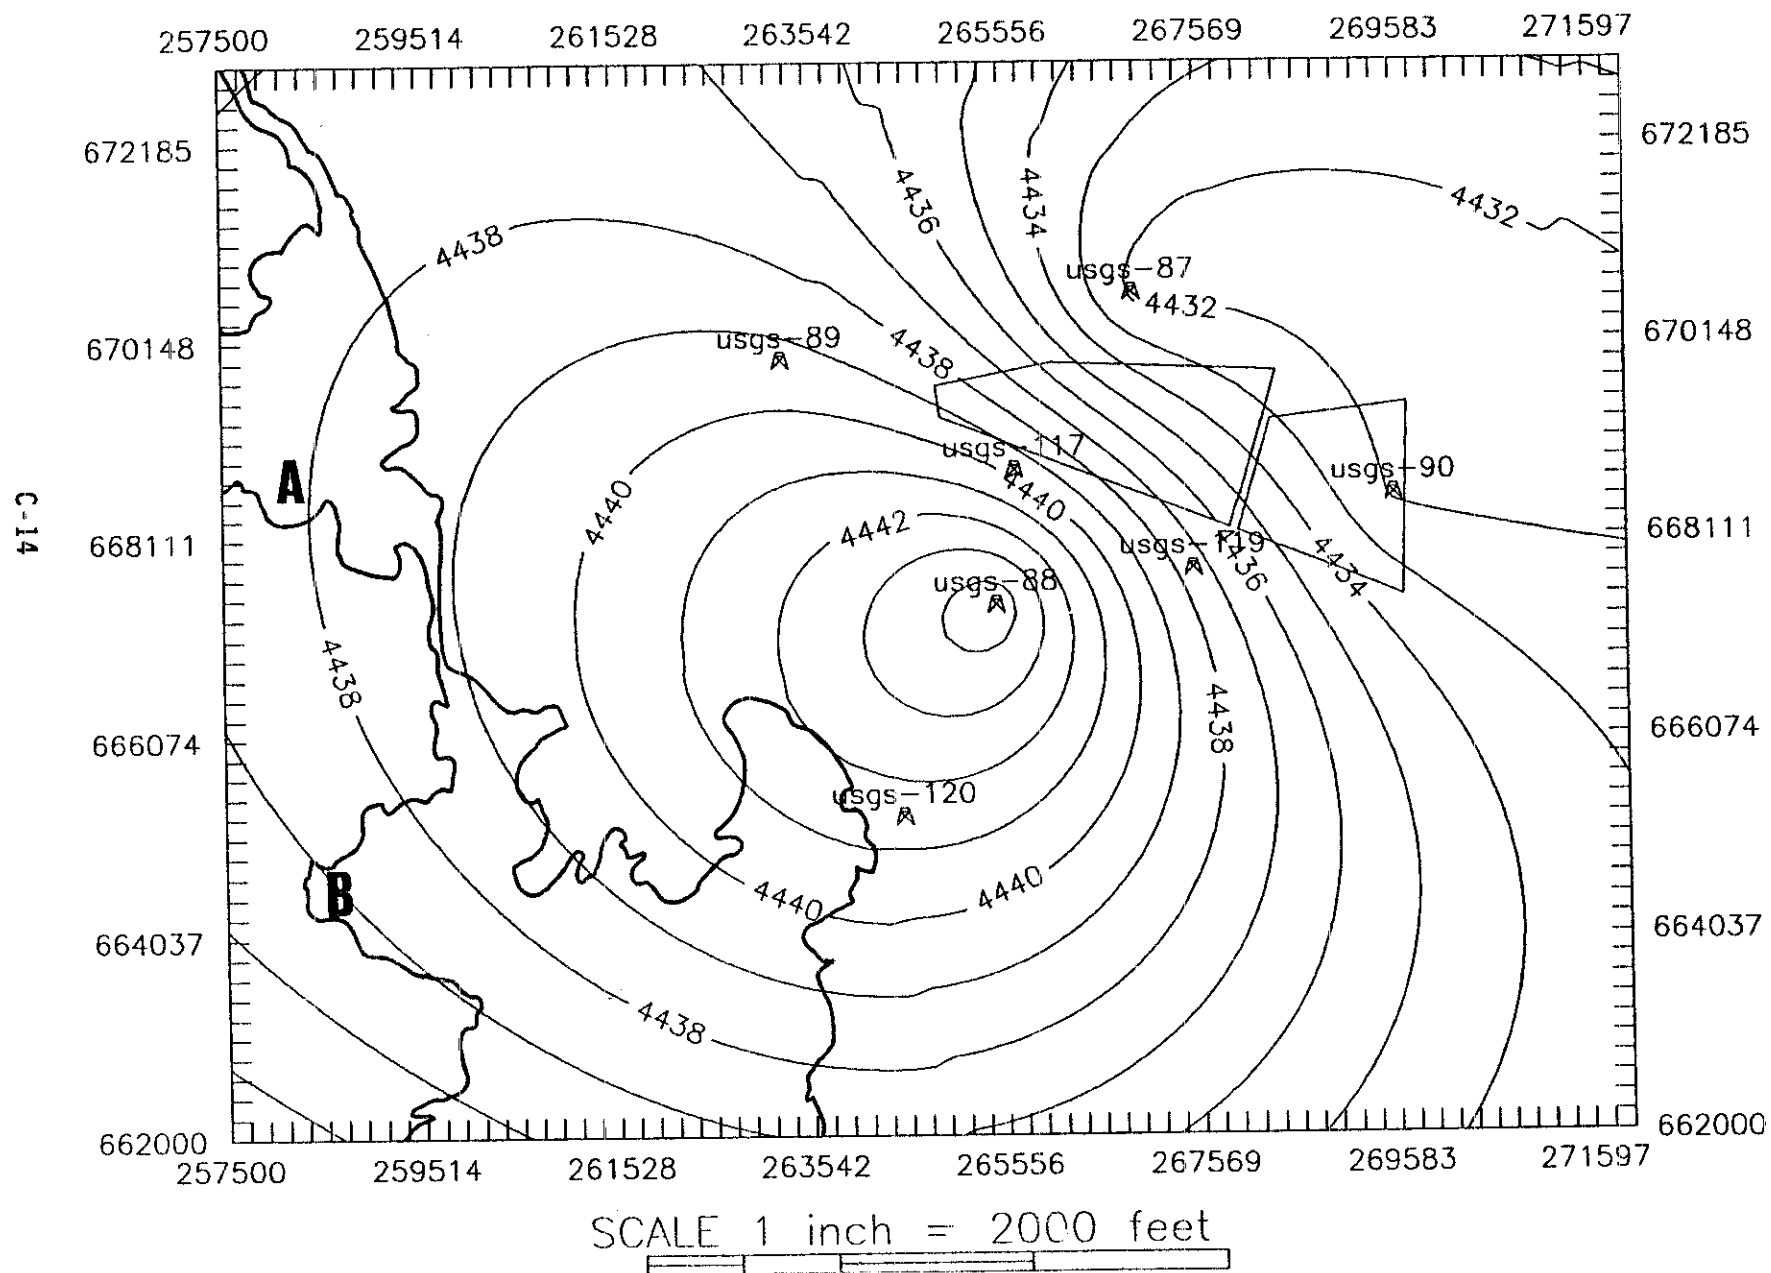 257500 259514 261528 263542 265556 267569 269583 271597
672185 672185
4436
4434
4432
4438
usgs-87
4432
670148 670148
usgs-89
4438
usgs-117
usgs-90
A
4440
4440
C-14
4442
668111 668111
usgs-119
4436
4434
usgs-88
4438
4438
666074 666074
usgs-120
B
4440
4440
664037 664037
4438
662000 662000
257500 259514 261528 263542 265556 267569 269583 271597
SCALE 1 inch = 2000 feet